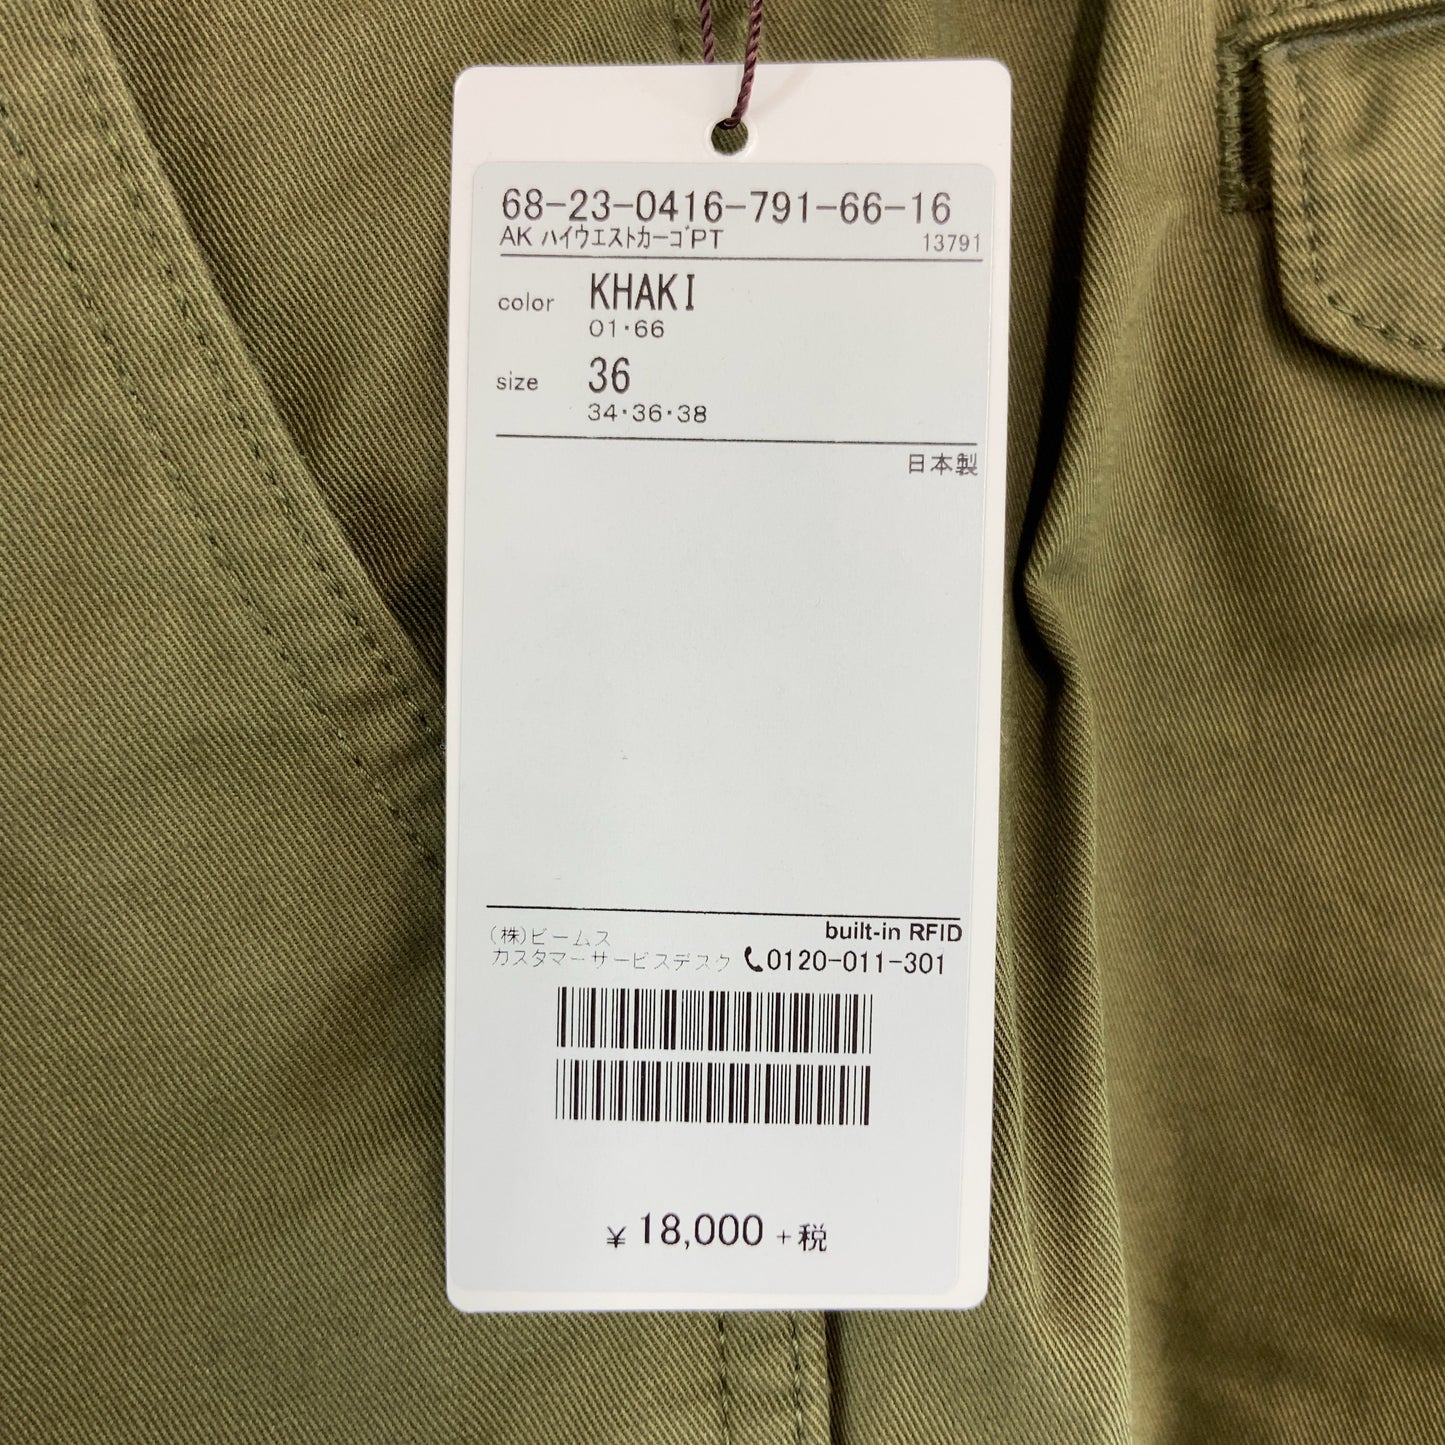 68-23-0416-791-66-16
AK ﾊｲｳｴｽﾄｶｰｺﾞPT 13791
color KHAKI
01・66
size 36
34・36・38
日本製
built-in RFID
(株)ビームス
カスタマーサービスデスク 0120-011-301
¥ 18,000 +税